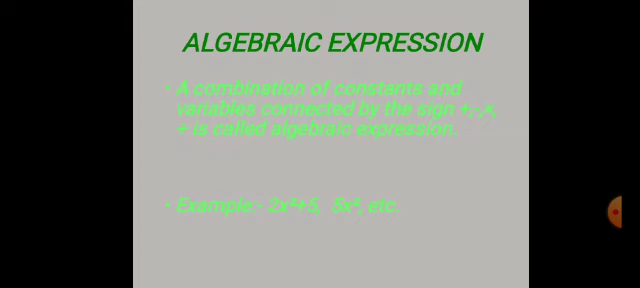 ALGEBRAIC EXPRESSION
• A combination of constants and
variables connected by the sign +,-,×,
÷ is called algebraic expression.
• Example:- 2x²+5, 5x⁴, etc.